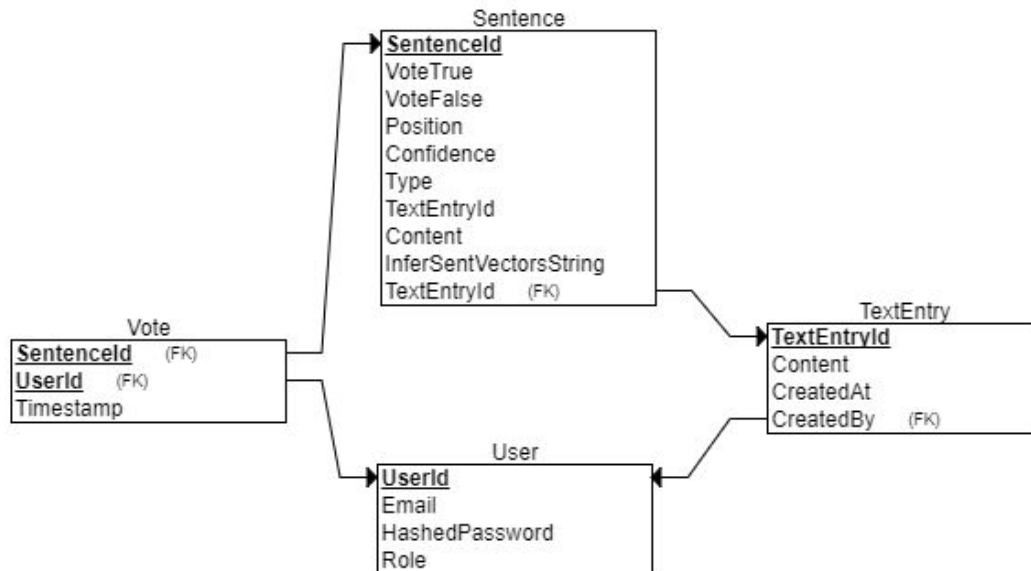 Sentence
SentenceId
VoteTrue
VoteFalse
Position
Confidence
Type
TextEntryId
Content
InferSentVectorsString
TextEntryId (FK)
Vote
SentenceId (FK)
UserId (FK)
Timestamp
TextEntry
TextEntryId
Content
CreatedAt
CreatedBy (FK)
User
UserId
Email
HashedPassword
Role